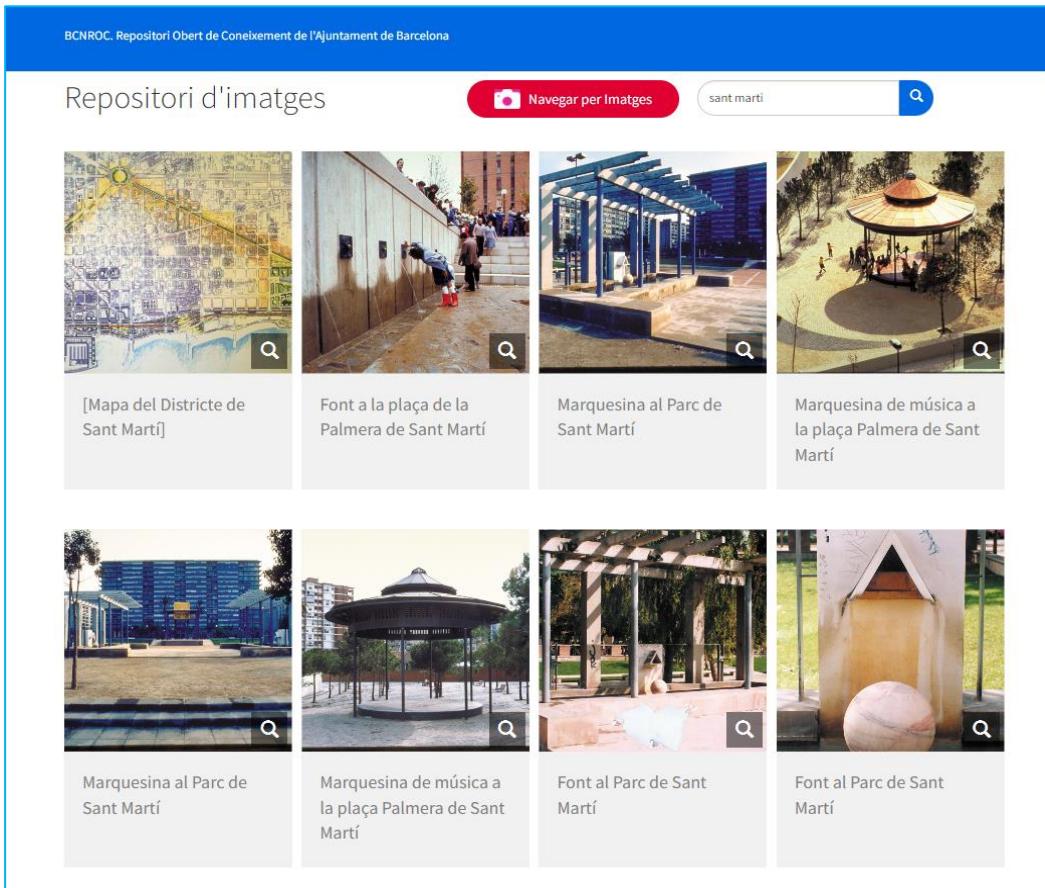 BCNROC. Repositori Obert de Coneixement de l'Ajuntament de Barcelona
Repositori d'imatges
Navegar per Imatges
sant marti
[Mapa del Districte de
Sant Martí]
Font a la plaça de la
Palmera de Sant Martí
Marquesina al Parc de
Sant Martí
Marquesina de música a
la plaça Palmera de Sant
Martí
Marquesina al Parc de
Sant Martí
Marquesina de música a
la plaça Palmera de Sant
Martí
Font al Parc de Sant
Martí
Font al Parc de Sant
Martí